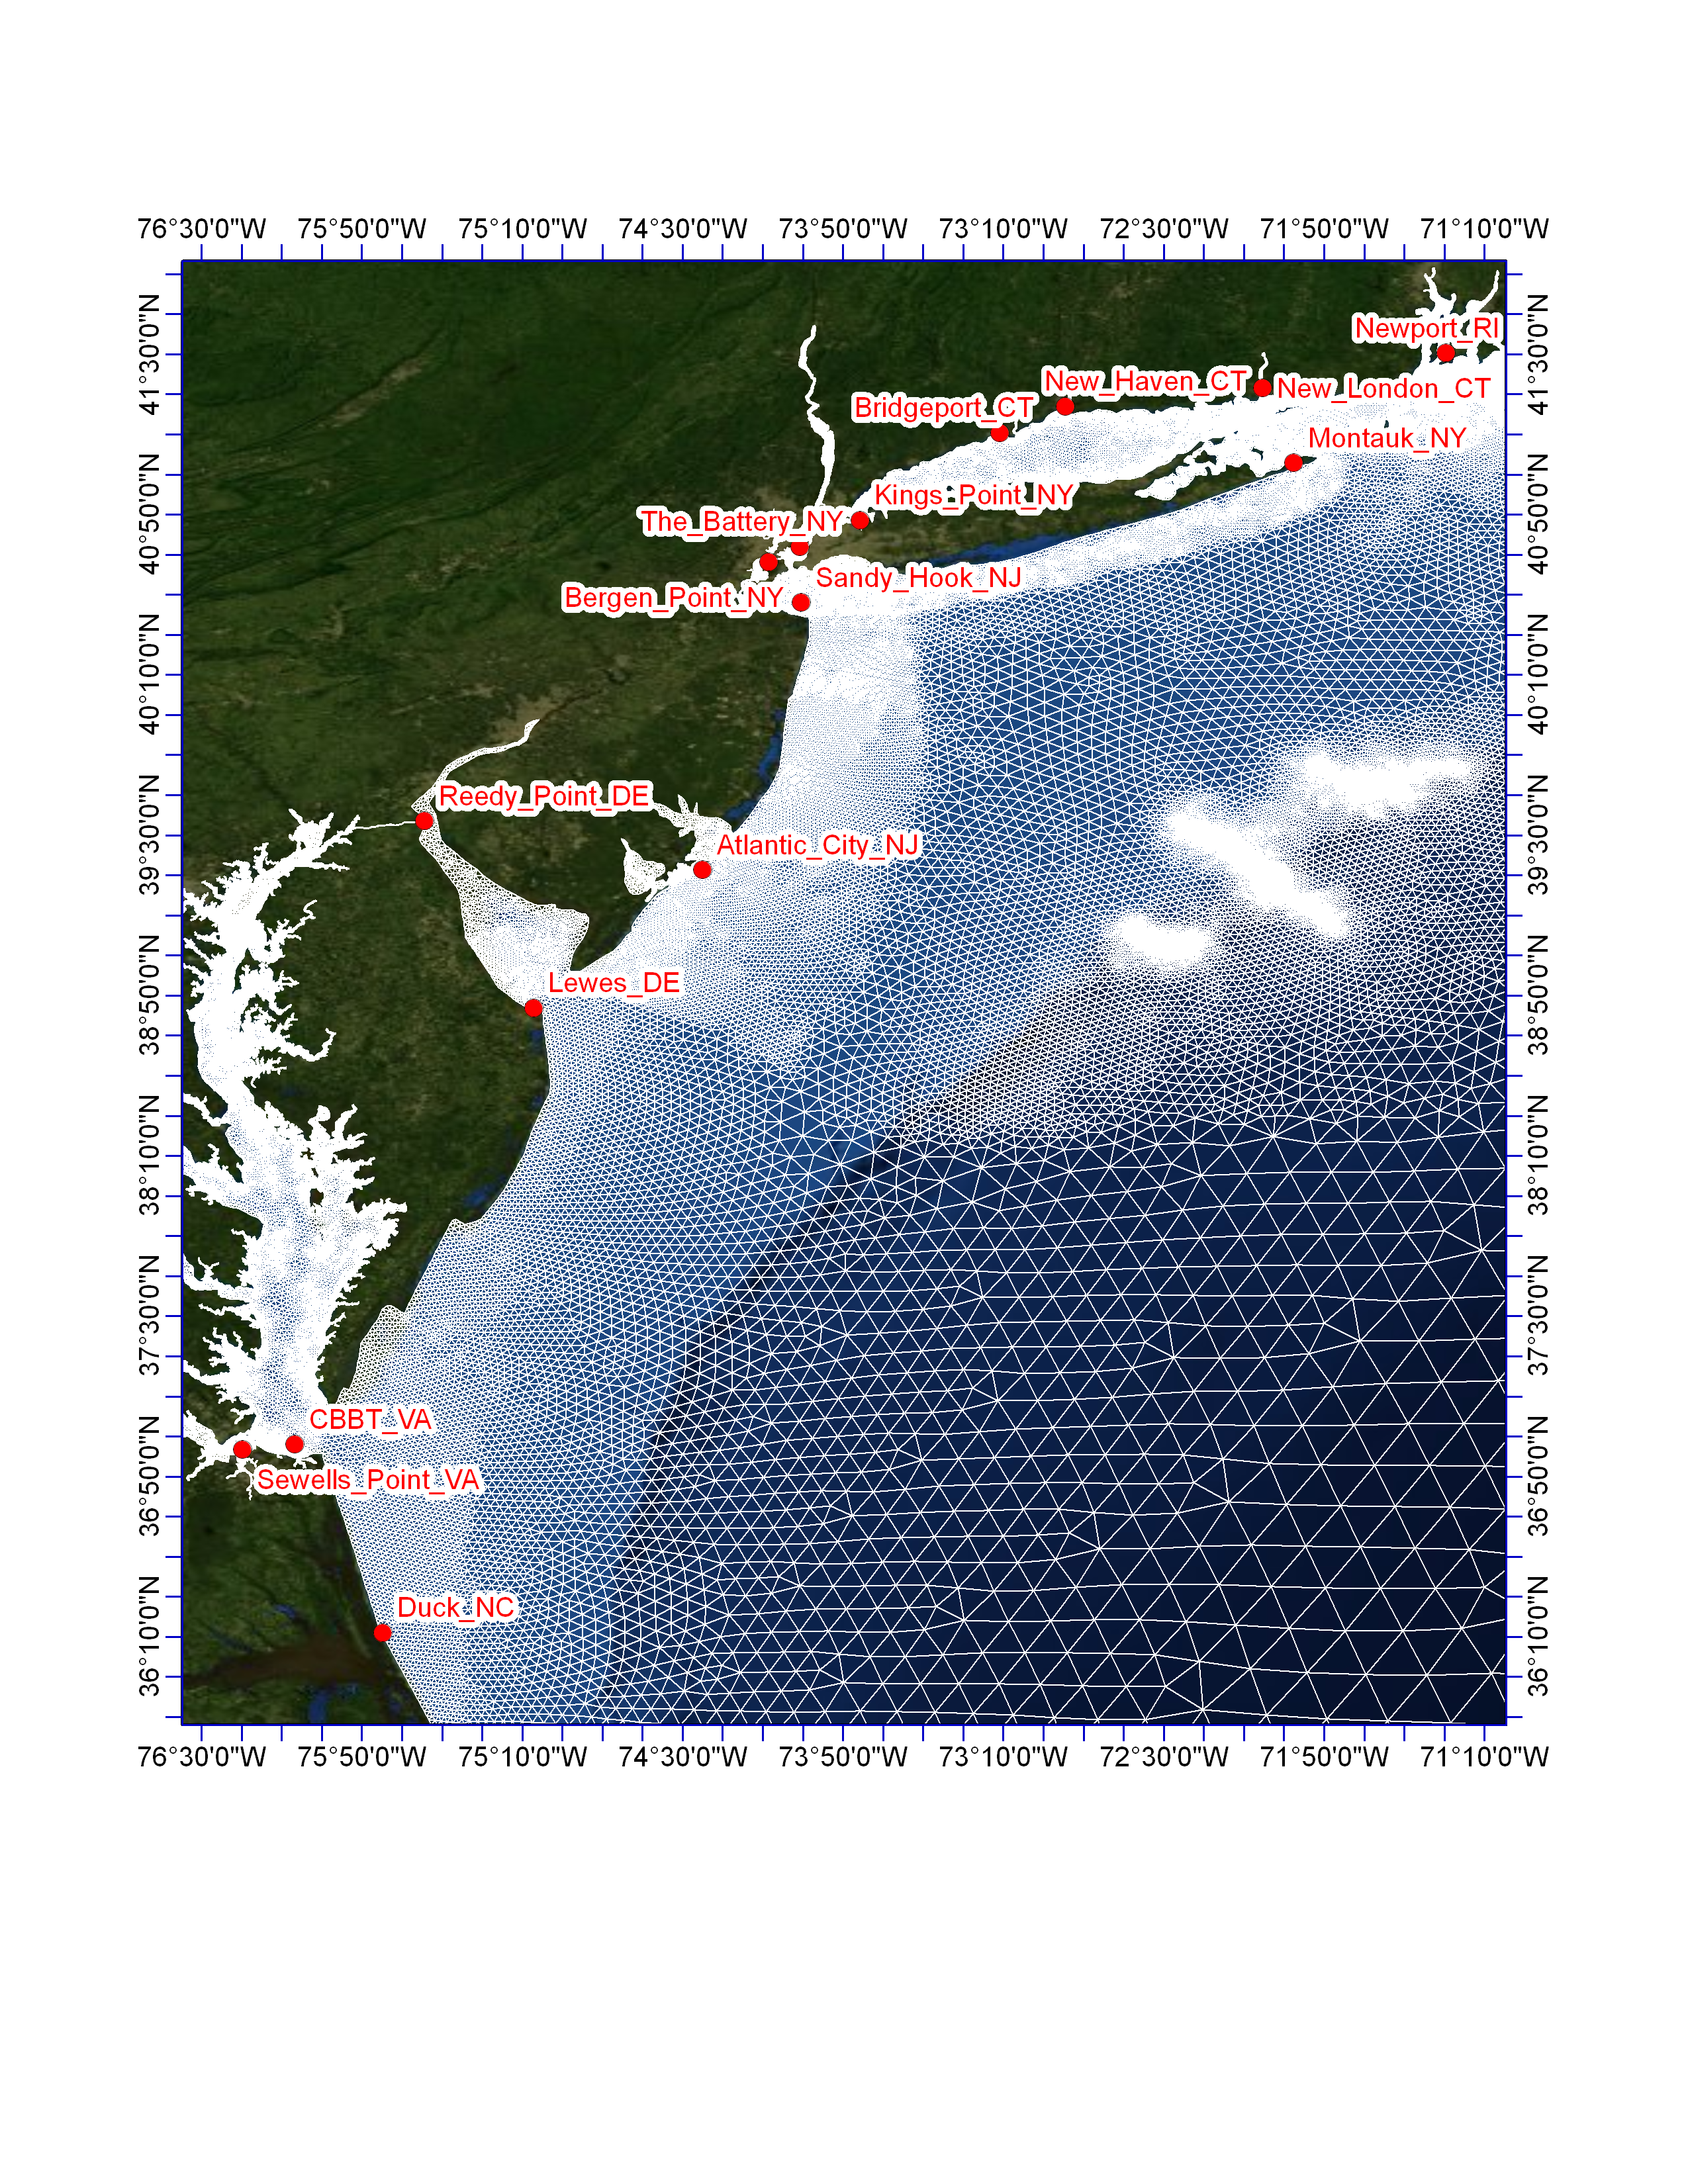 76°30'0"W 75°50'0"W 75°10'0"W 74°30'0"W 73°50'0"W 73°10'0"W 72°30'0"W 71°50'0"W 71°10'0"W
41°30'0"N
41°30'0"N
Newport_RI
New_Haven_CT
New_London_CT
Bridgeport_CT
Montauk_NY
40°50'0"N
40°50'0"N
Kings_Point_NY
The_Battery_NY
Sandy_Hook_NJ
Bergen_Point_NY
40°10'0"N
40°10'0"N
Reedy_Point_DE
39°30'0"N
39°30'0"N
Atlantic_City_NJ
Lewes_DE
38°50'0"N
38°50'0"N
38°10'0"N
38°10'0"N
37°30'0"N
37°30'0"N
CBBT_VA
Sewells_Point_VA
36°50'0"N
36°50'0"N
Duck_NC
36°10'0"N
36°10'0"N
76°30'0"W 75°50'0"W 75°10'0"W 74°30'0"W 73°50'0"W 73°10'0"W 72°30'0"W 71°50'0"W 71°10'0"W